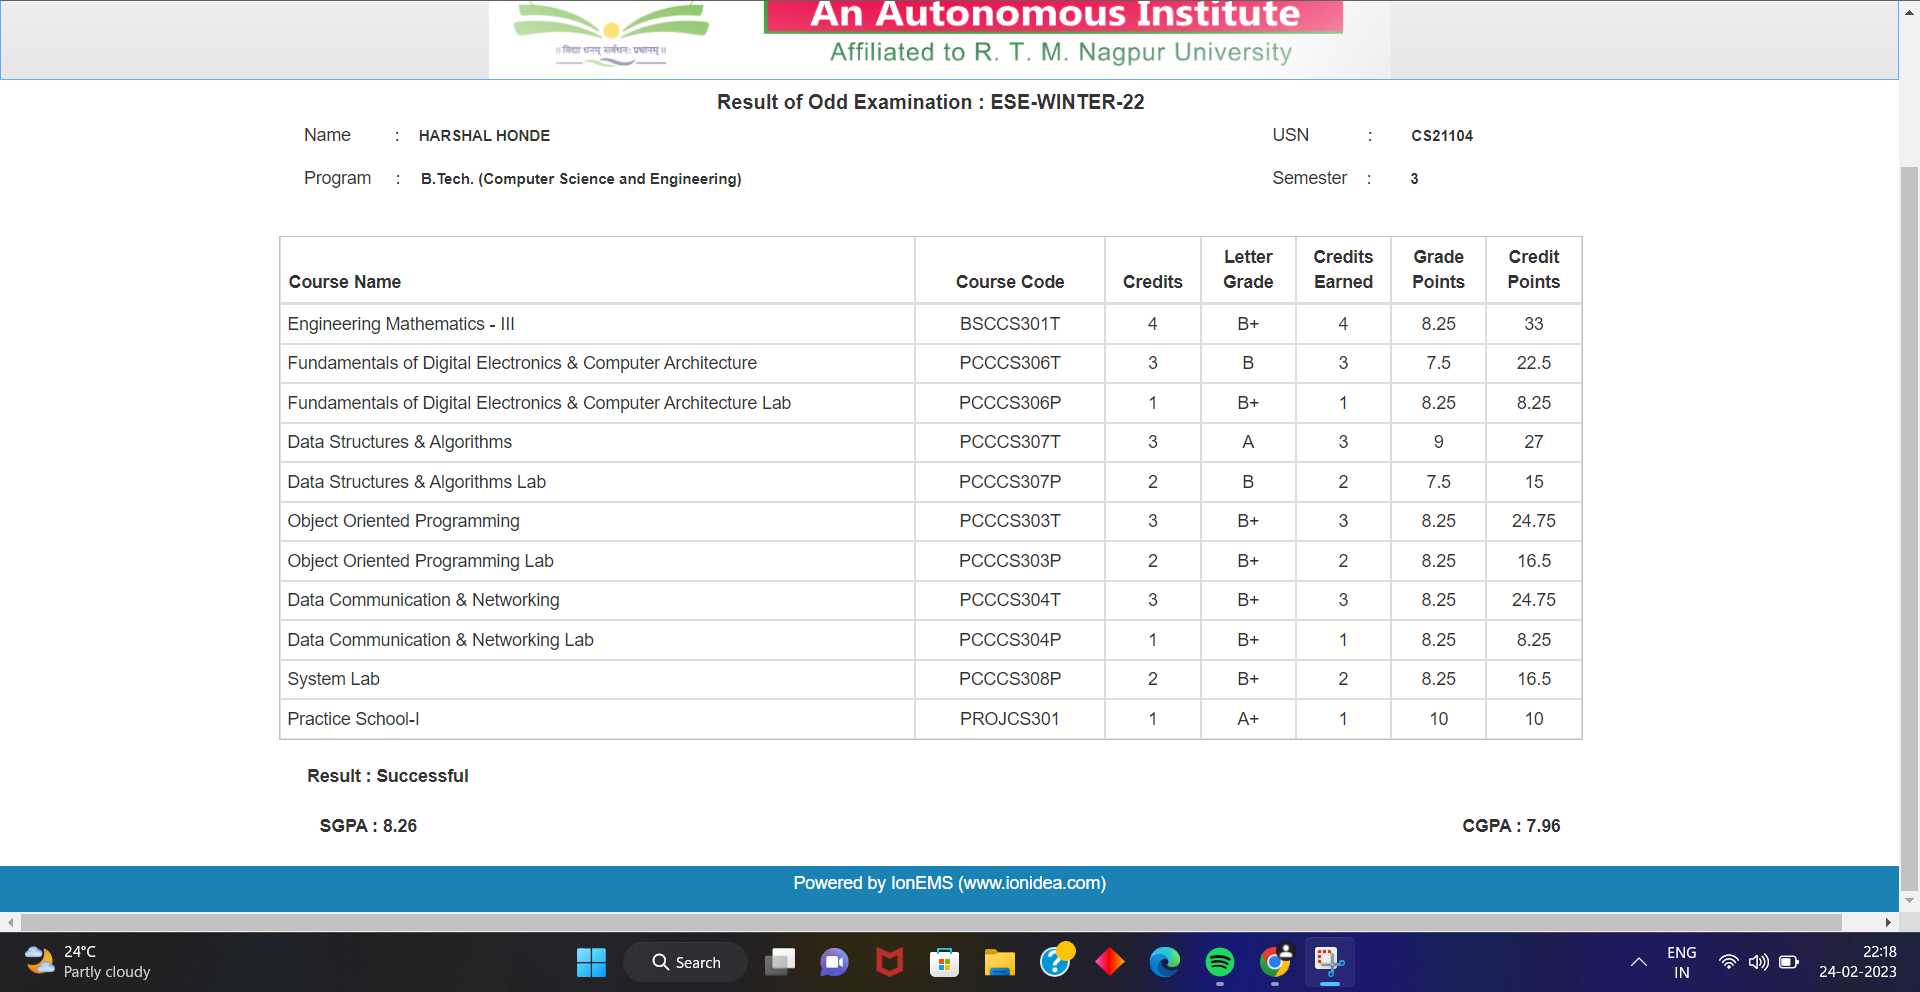 An Autonomous Institute
॥ विद्या धनम् सर्वधनः प्रधानम् ॥
Affiliated to R. T. M. Nagpur University
Result of Odd Examination : ESE-WINTER-22
Name : HARSHAL HONDE USN : CS21104
Program : B.Tech. (Computer Science and Engineering) Semester : 3
Course Name Course Code Credits Letter Grade Credits Earned Grade Points Credit Points
Engineering Mathematics - III BSCCS301T 4 B+ 4 8.25 33
Fundamentals of Digital Electronics & Computer Architecture PCCCS306T 3 B 3 7.5 22.5
Fundamentals of Digital Electronics & Computer Architecture Lab PCCCS306P 1 B+ 1 8.25 8.25
Data Structures & Algorithms PCCCS307T 3 A 3 9 27
Data Structures & Algorithms Lab PCCCS307P 2 B 2 7.5 15
Object Oriented Programming PCCCS303T 3 B+ 3 8.25 24.75
Object Oriented Programming Lab PCCCS303P 2 B+ 2 8.25 16.5
Data Communication & Networking PCCCS304T 3 B+ 3 8.25 24.75
Data Communication & Networking Lab PCCCS304P 1 B+ 1 8.25 8.25
System Lab PCCCS308P 2 B+ 2 8.25 16.5
Practice School-I PROJCS301 1 A+ 1 10 10
Result : Successful
SGPA : 8.26 CGPA : 7.96
Powered by IonEMS (www.ionidea.com)
24°C
Partly cloudy
Search
ENG
IN
22:18
24-02-2023